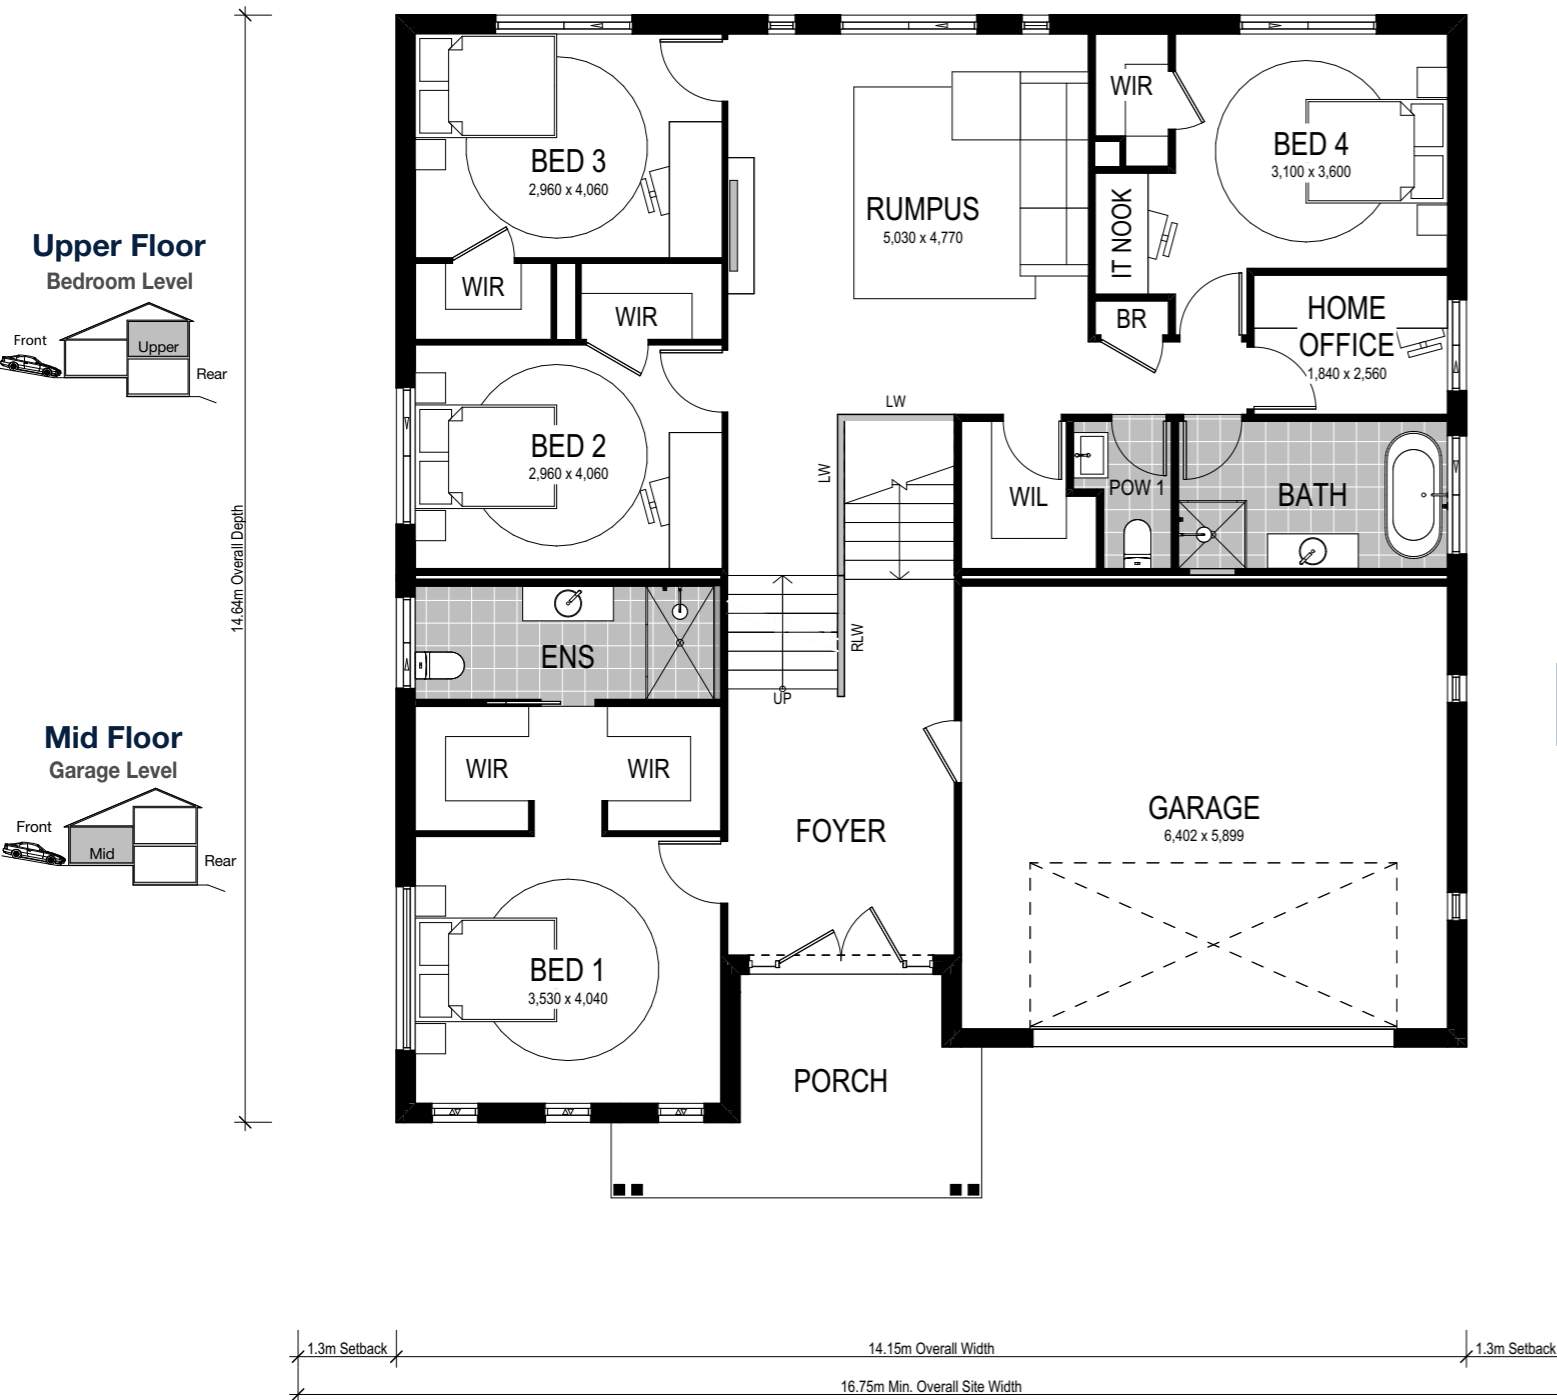 Upper Floor
Bedroom Level
Front
Upper
Rear
Mid Floor
Garage Level
Front
Mid
Rear
14.64m Overall Depth
BED 3
2,960 x 4,060
WIR
WIR
BED 2
2,960 x 4,060
RUMPUS
5,030 x 4,770
WIR
BED 4
3,100 x 3,600
IT NOOK
BR
HOME
OFFICE
1,840 x 2,560
LW
LW
WIL
POW 1
BATH
ENS
RLW
UP
WIR
WIR
FOYER
GARAGE
6,402 x 5,899
BED 1
3,530 x 4,040
PORCH
1.3m Setback
14.15m Overall Width
1.3m Setback
16.75m Min. Overall Site Width